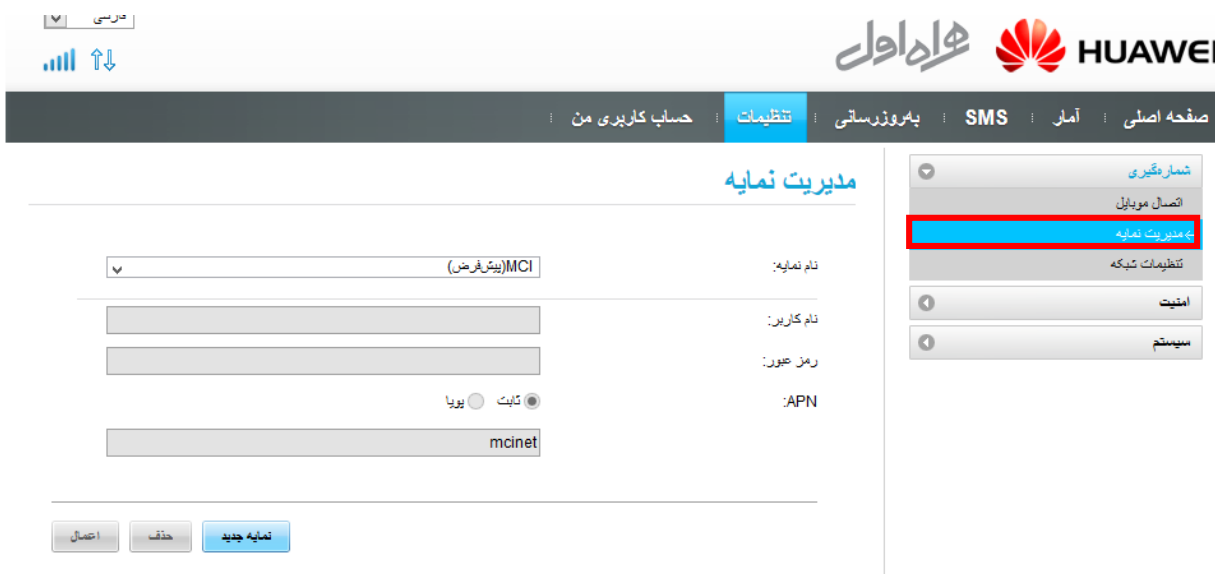 فارسی
همراه اول
HUAWEI
صفحه اصلی
آمار
SMS
به‌روزرسانی
تنظیمات
حساب کاربری من
شماره‌گیری
اتصال موبایل
مدیریت نمایه
تنظیمات شبکه
امنیت
سیستم
مدیریت نمایه
نام نمایه:
MCI(پیش‌فرض)
نام کاربر:
رمز عبور:
APN:
ثابت پویا
mcinet
نمایه جدید
حذف
اعمال